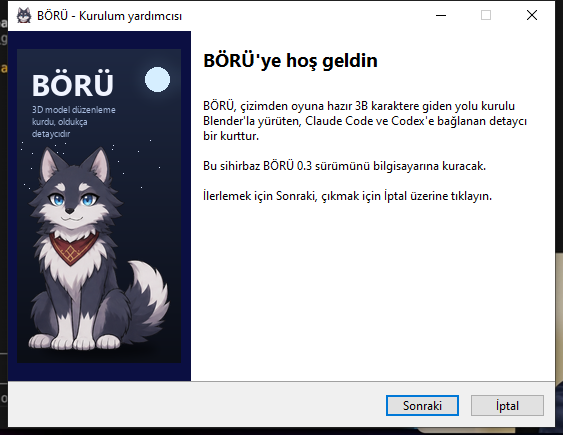 BÖRÜ - Kurulum yardımcısı
BÖRÜ
3D model düzenleme
kurdu, oldukça
detaycıdır
BÖRÜ'ye hoş geldin
BÖRÜ, çizimden oyuna hazır 3B karaktere giden yolu kurulu
Blender'la yürüten, Claude Code ve Codex'e bağlanan detaycı
bir kurttur.
Bu sihirbaz BÖRÜ 0.3 sürümünü bilgisayarına kuracak.
İlerlemek için Sonraki, çıkmak için İptal üzerine tıklayın.
Sonraki
İptal